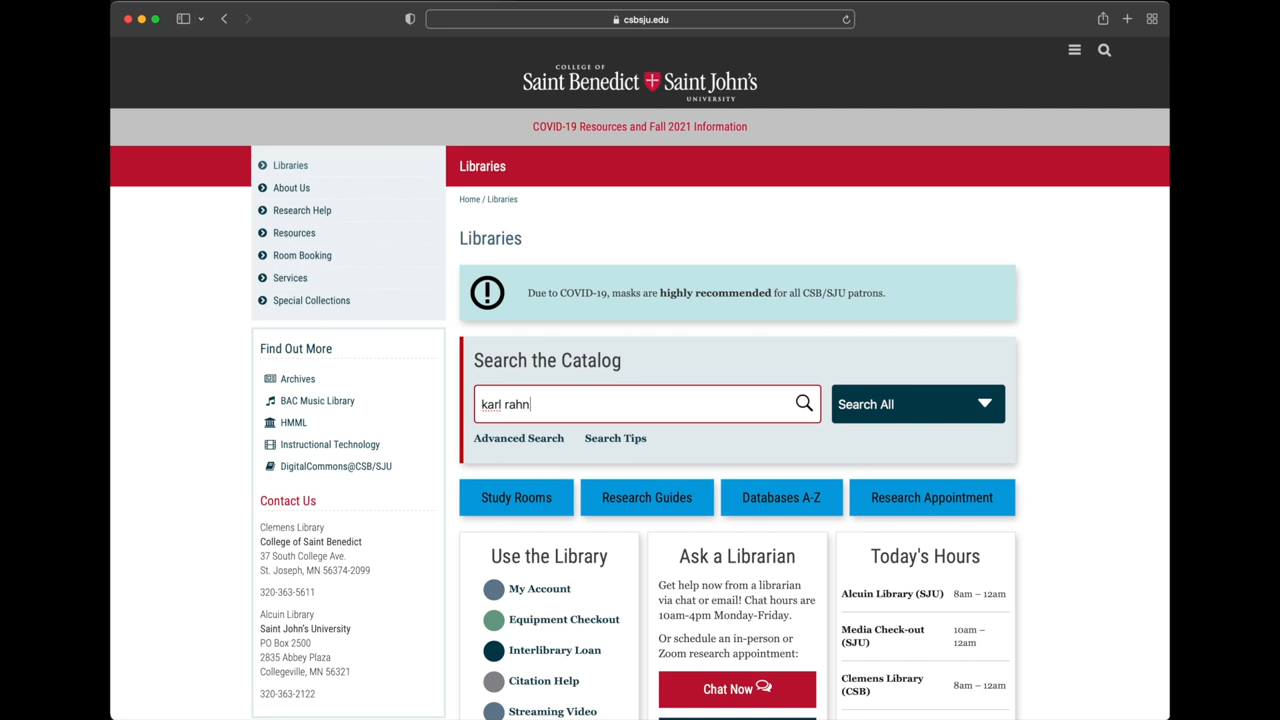 csbsju.edu
COLLEGE OF
Saint Benedict Saint John's
UNIVERSITY
COVID-19 Resources and Fall 2021 Information
Libraries
About Us
Research Help
Resources
Room Booking
Services
Special Collections
Find Out More
Archives
BAC Music Library
HMML
Instructional Technology
DigitalCommons@CSB/SJU
Contact Us
Clemens Library
College of Saint Benedict
37 South College Ave.
St. Joseph, MN 56374-2099
320-363-5611
Alcuin Library
Saint John's University
PO Box 2500
2835 Abbey Plaza
Collegeville, MN 56321
320-363-2122
Libraries
Home / Libraries
Libraries
Due to COVID-19, masks are highly recommended for all CSB/SJU patrons.
Search the Catalog
karl rahn
Search All
Advanced Search Search Tips
Study Rooms
Research Guides
Databases A-Z
Research Appointment
Use the Library
My Account
Equipment Checkout
Interlibrary Loan
Citation Help
Streaming Video
Ask a Librarian
Get help now from a librarian
via chat or email! Chat hours are
10am-4pm Monday-Friday.
Or schedule an in-person or
Zoom research appointment:
Chat Now
Today's Hours
Alcuin Library (SJU) 8am – 12am
Media Check-out 10am –
(SJU) 12am
Clemens Library 8am – 12am
(CSB)